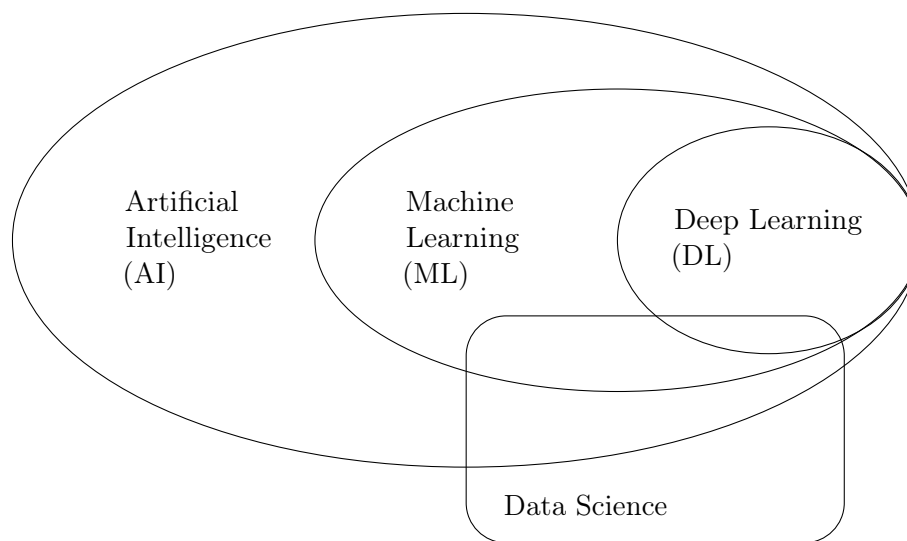 Artificial
Intelligence
(AI)
Machine
Learning
(ML)
Deep Learning
(DL)
Data Science